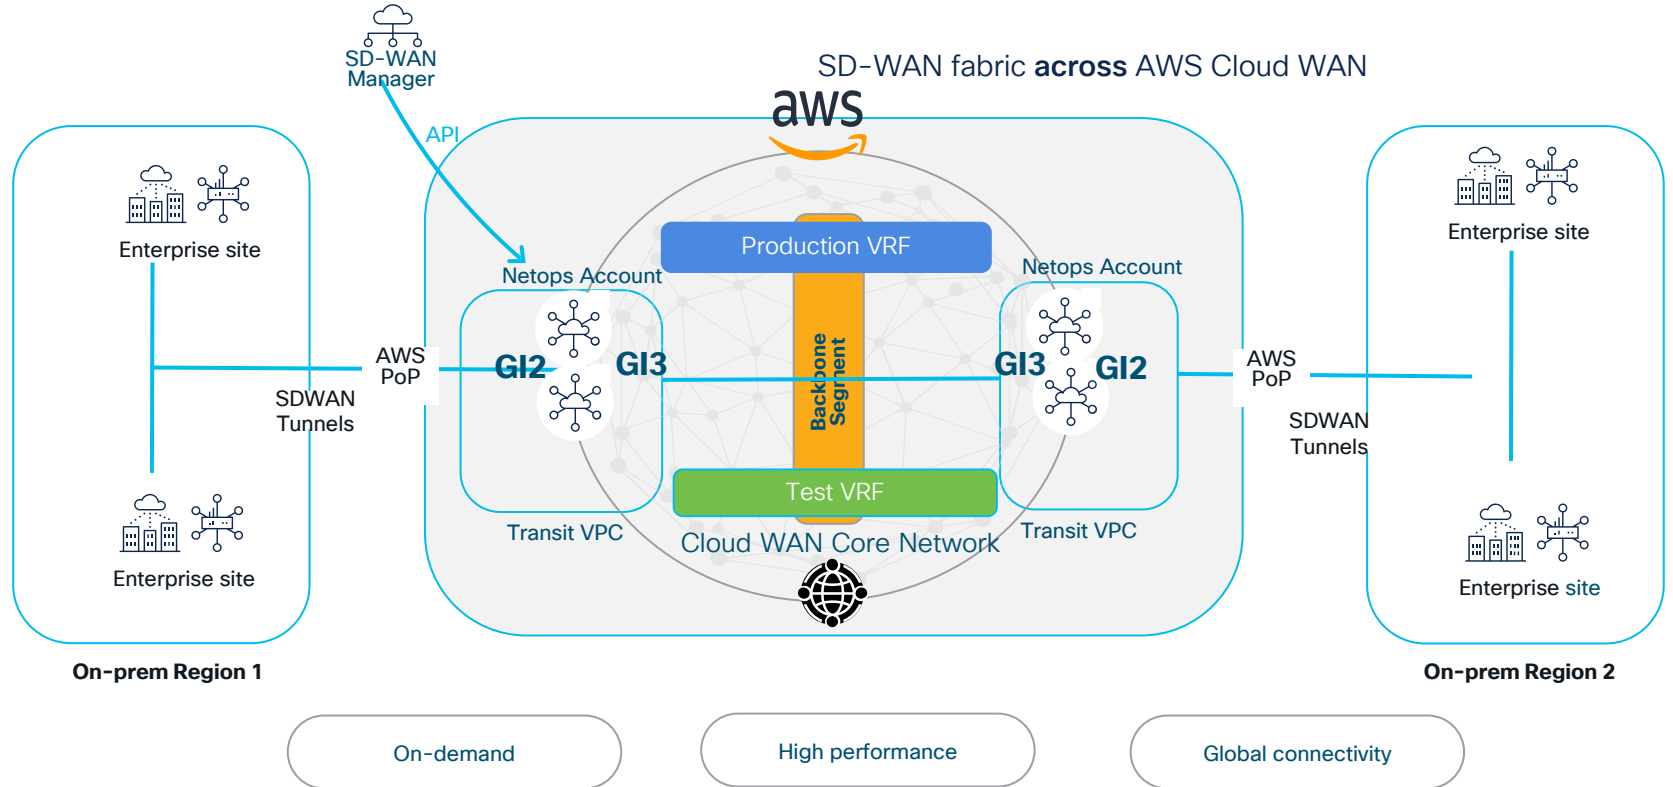 SD-WAN
Manager
SD-WAN fabric across AWS Cloud WAN
aws
API
Enterprise site
Enterprise site
Production VRF
Netops Account
Netops Account
AWS
PoP
GI2
GI3
Backbone
Segment
GI3
GI2
AWS
PoP
SDWAN
Tunnels
SDWAN
Tunnels
Test VRF
Transit VPC
Cloud WAN Core Network
Transit VPC
Enterprise site
Enterprise site
On-prem Region 1
On-prem Region 2
On-demand
High performance
Global connectivity